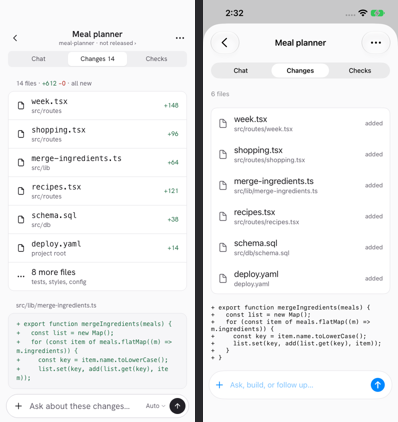 Meal planner
meal-planner · not released ›
Chat
Changes 14
Checks
14 files · +612 −0 · all new
week.tsx
src/routes
+148
shopping.tsx
src/routes
+96
merge-ingredients.ts
src/lib
+64
recipes.tsx
src/routes
+121
schema.sql
src/db
+38
deploy.yaml
project root
+14
8 more files
tests, styles, config
src/lib/merge-ingredients.ts
+ export function mergeIngredients(meals) {
+   const list = new Map();
+   for (const item of meals.flatMap((m) =>
m.ingredients)) {
+     const key = item.name.toLowerCase();
+     list.set(key, add(list.get(key), ite
m));
Ask about these changes...
Auto
2:32
Meal planner
Chat
Changes
Checks
6 files
week.tsx
src/routes/week.tsx
added
shopping.tsx
src/routes/shopping.tsx
added
merge-ingredients.ts
src/lib/merge-ingredients.ts
added
recipes.tsx
src/routes/recipes.tsx
added
schema.sql
src/db/schema.sql
added
deploy.yaml
deploy.yaml
added
+ export function mergeIngredients(meals) {
+   const list = new Map();
+   for (const item of meals.flatMap((m) =>
m.ingredients)) {
+     const key = item.name.toLowerCase();
+     list.set(key, add(list.get(key), item));
+   }
+ }
Ask, build, or follow up...